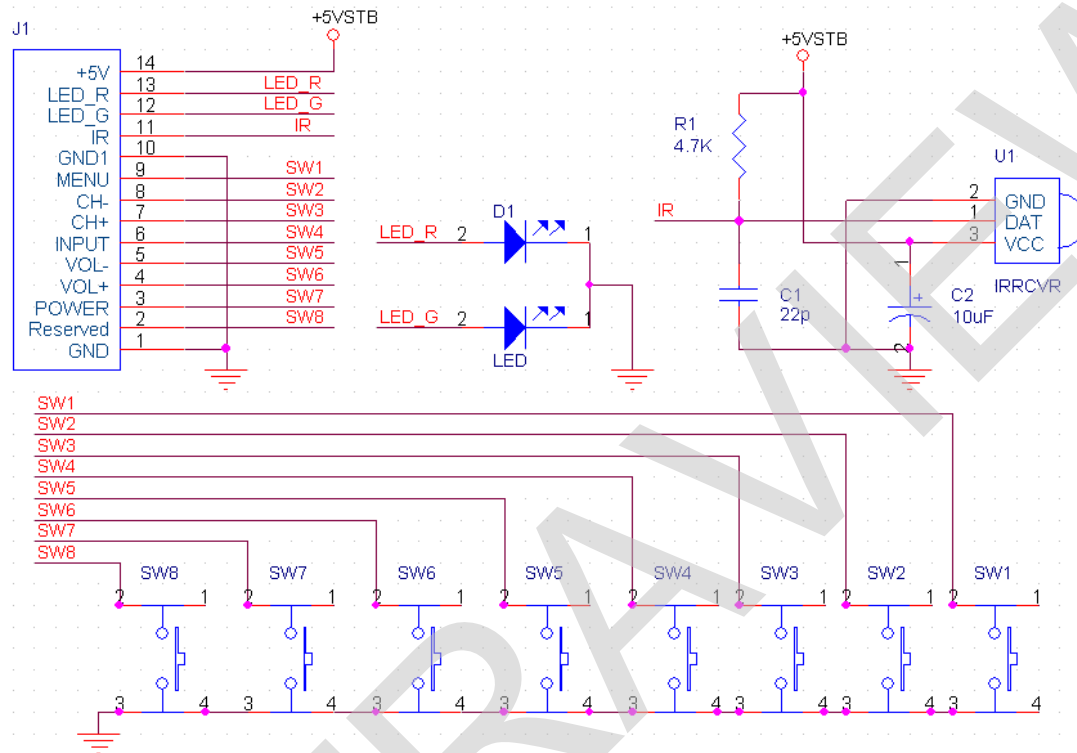 J1
+5VSTB
+5V 14
LED_R 13 LED_R
LED_G 12 LED_G
IR 11 IR
GND1 10
MENU 9 SW1
CH- 8 SW2
CH+ 7 SW3
INPUT 6 SW4
VOL- 5 SW5
VOL+ 4 SW6
POWER 3 SW7
Reserved 2 SW8
GND 1
D1
LED_R 2 1
LED_G 2 1
LED
+5VSTB
R1
4.7K
IR
U1
2 GND
1 DAT
3 VCC
IRRCVR
C1
22p
1
+
C2
10uF
2
SW1
SW2
SW3
SW4
SW5
SW6
SW7
SW8
SW8 SW7 SW6 SW5 SW4 SW3 SW2 SW1
2 1 2 1 2 1 2 1 2 1 2 1 2 1 2 1
3 4 3 4 3 4 3 4 3 4 3 4 3 4 3 4
TRAVIEW